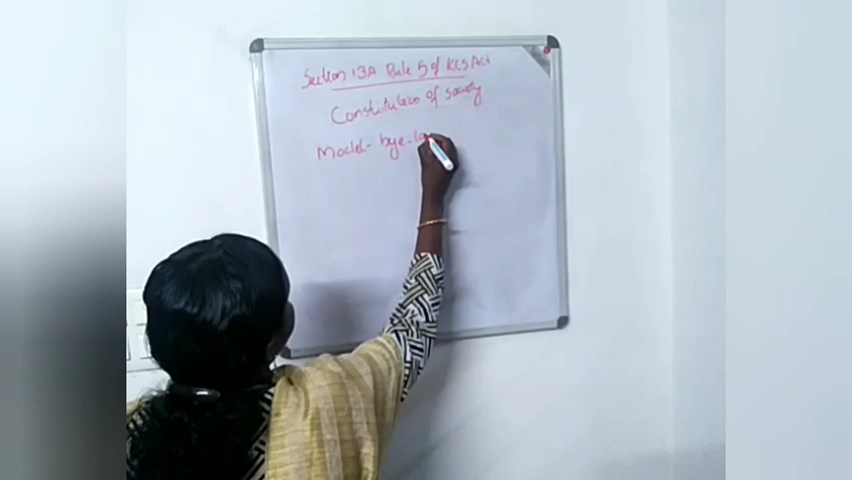 Section 13A Rule 5 of KCS Act
Constitution of society
Model- bye-la